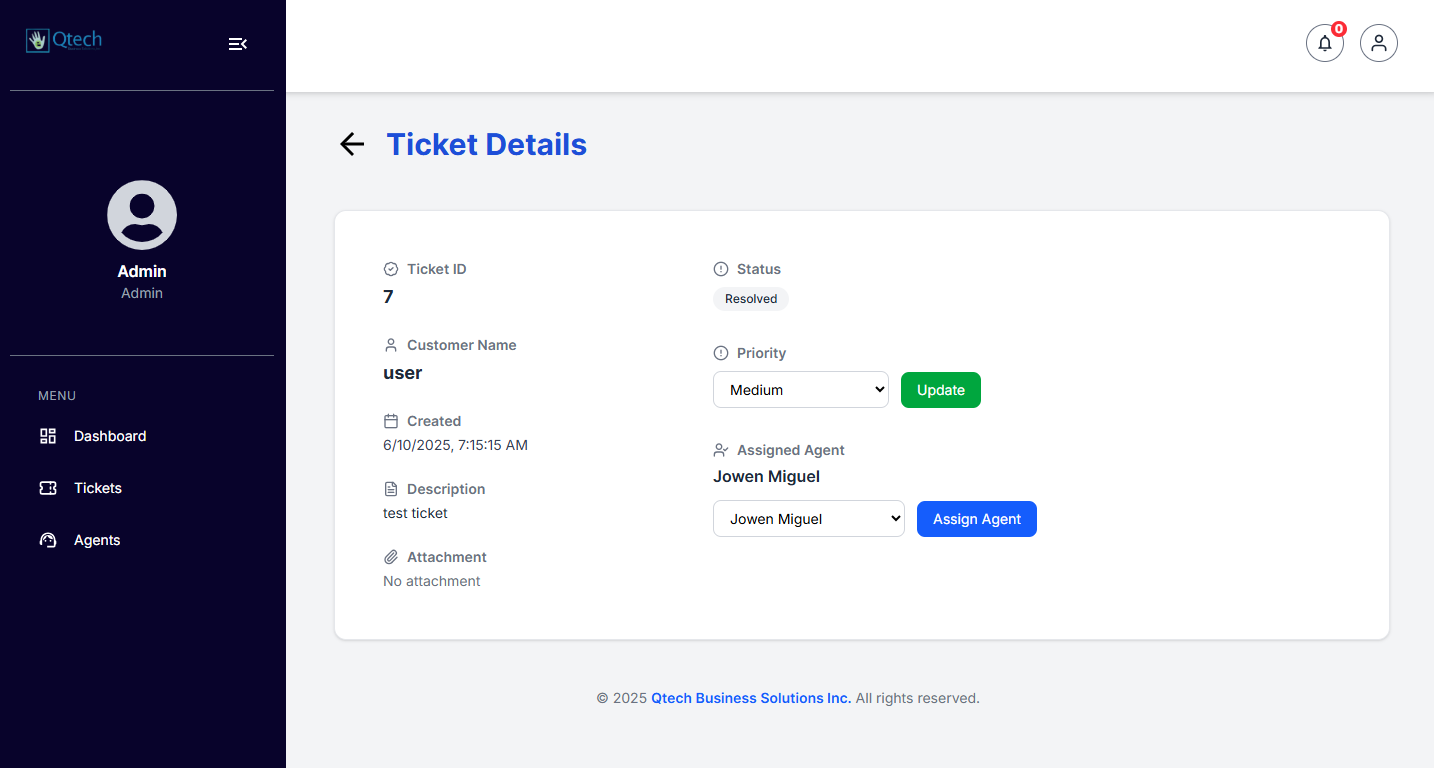 Qtech
0
Admin
Admin
MENU
Dashboard
Tickets
Agents
Ticket Details
Ticket ID
7
Customer Name
user
Created
6/10/2025, 7:15:15 AM
Description
test ticket
Attachment
No attachment
Status
Resolved
Priority
Medium
Update
Assigned Agent
Jowen Miguel
Jowen Miguel
Assign Agent
© 2025 Qtech Business Solutions Inc. All rights reserved.